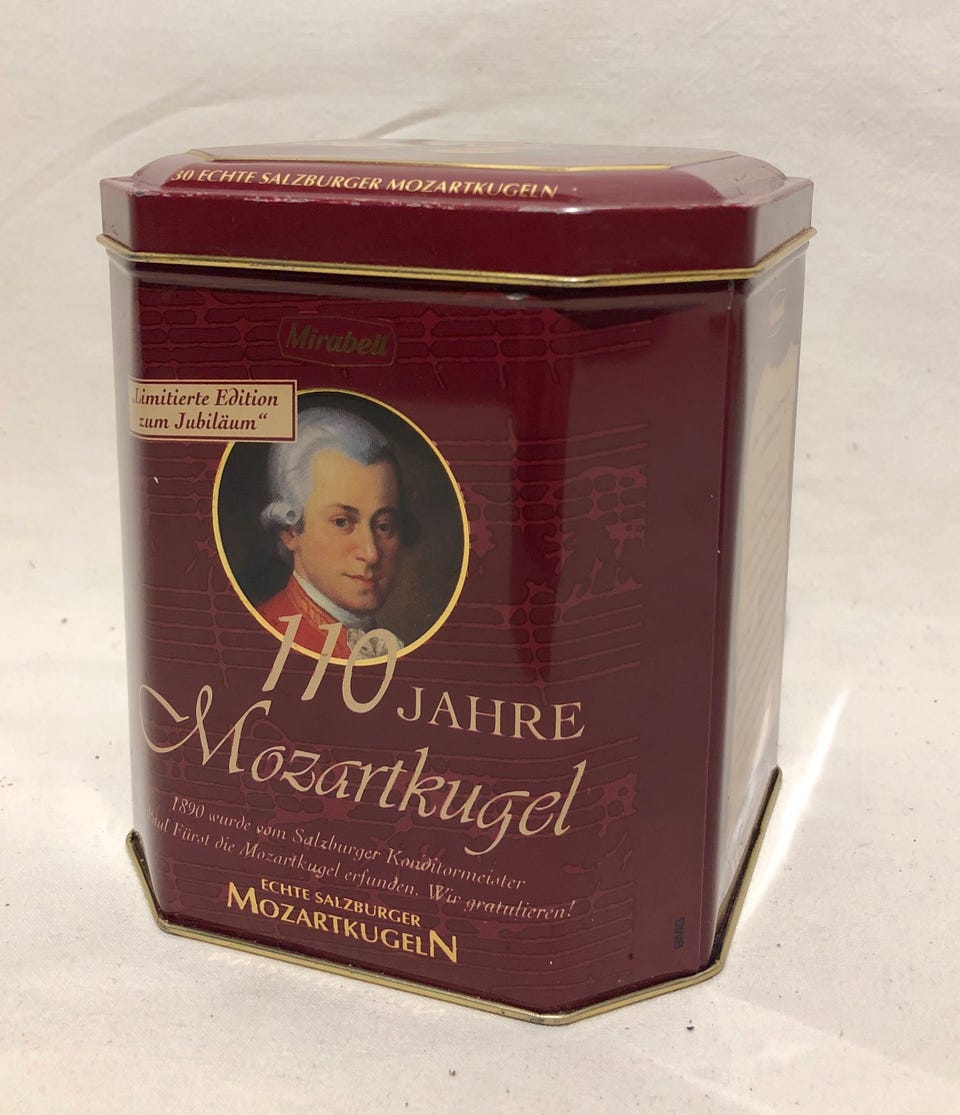 30 ECHTE SALZBURGER MOZARTKUGELN
Mirabell
„Limitierte Edition
zum Jubiläum“
110 JAHRE
Mozartkugel
1890 wurde vom Salzburger Konditormeister
Paul Fürst die Mozartkugel erfunden. Wir gratulieren!
ECHTE SALZBURGER
MOZARTKUGELN